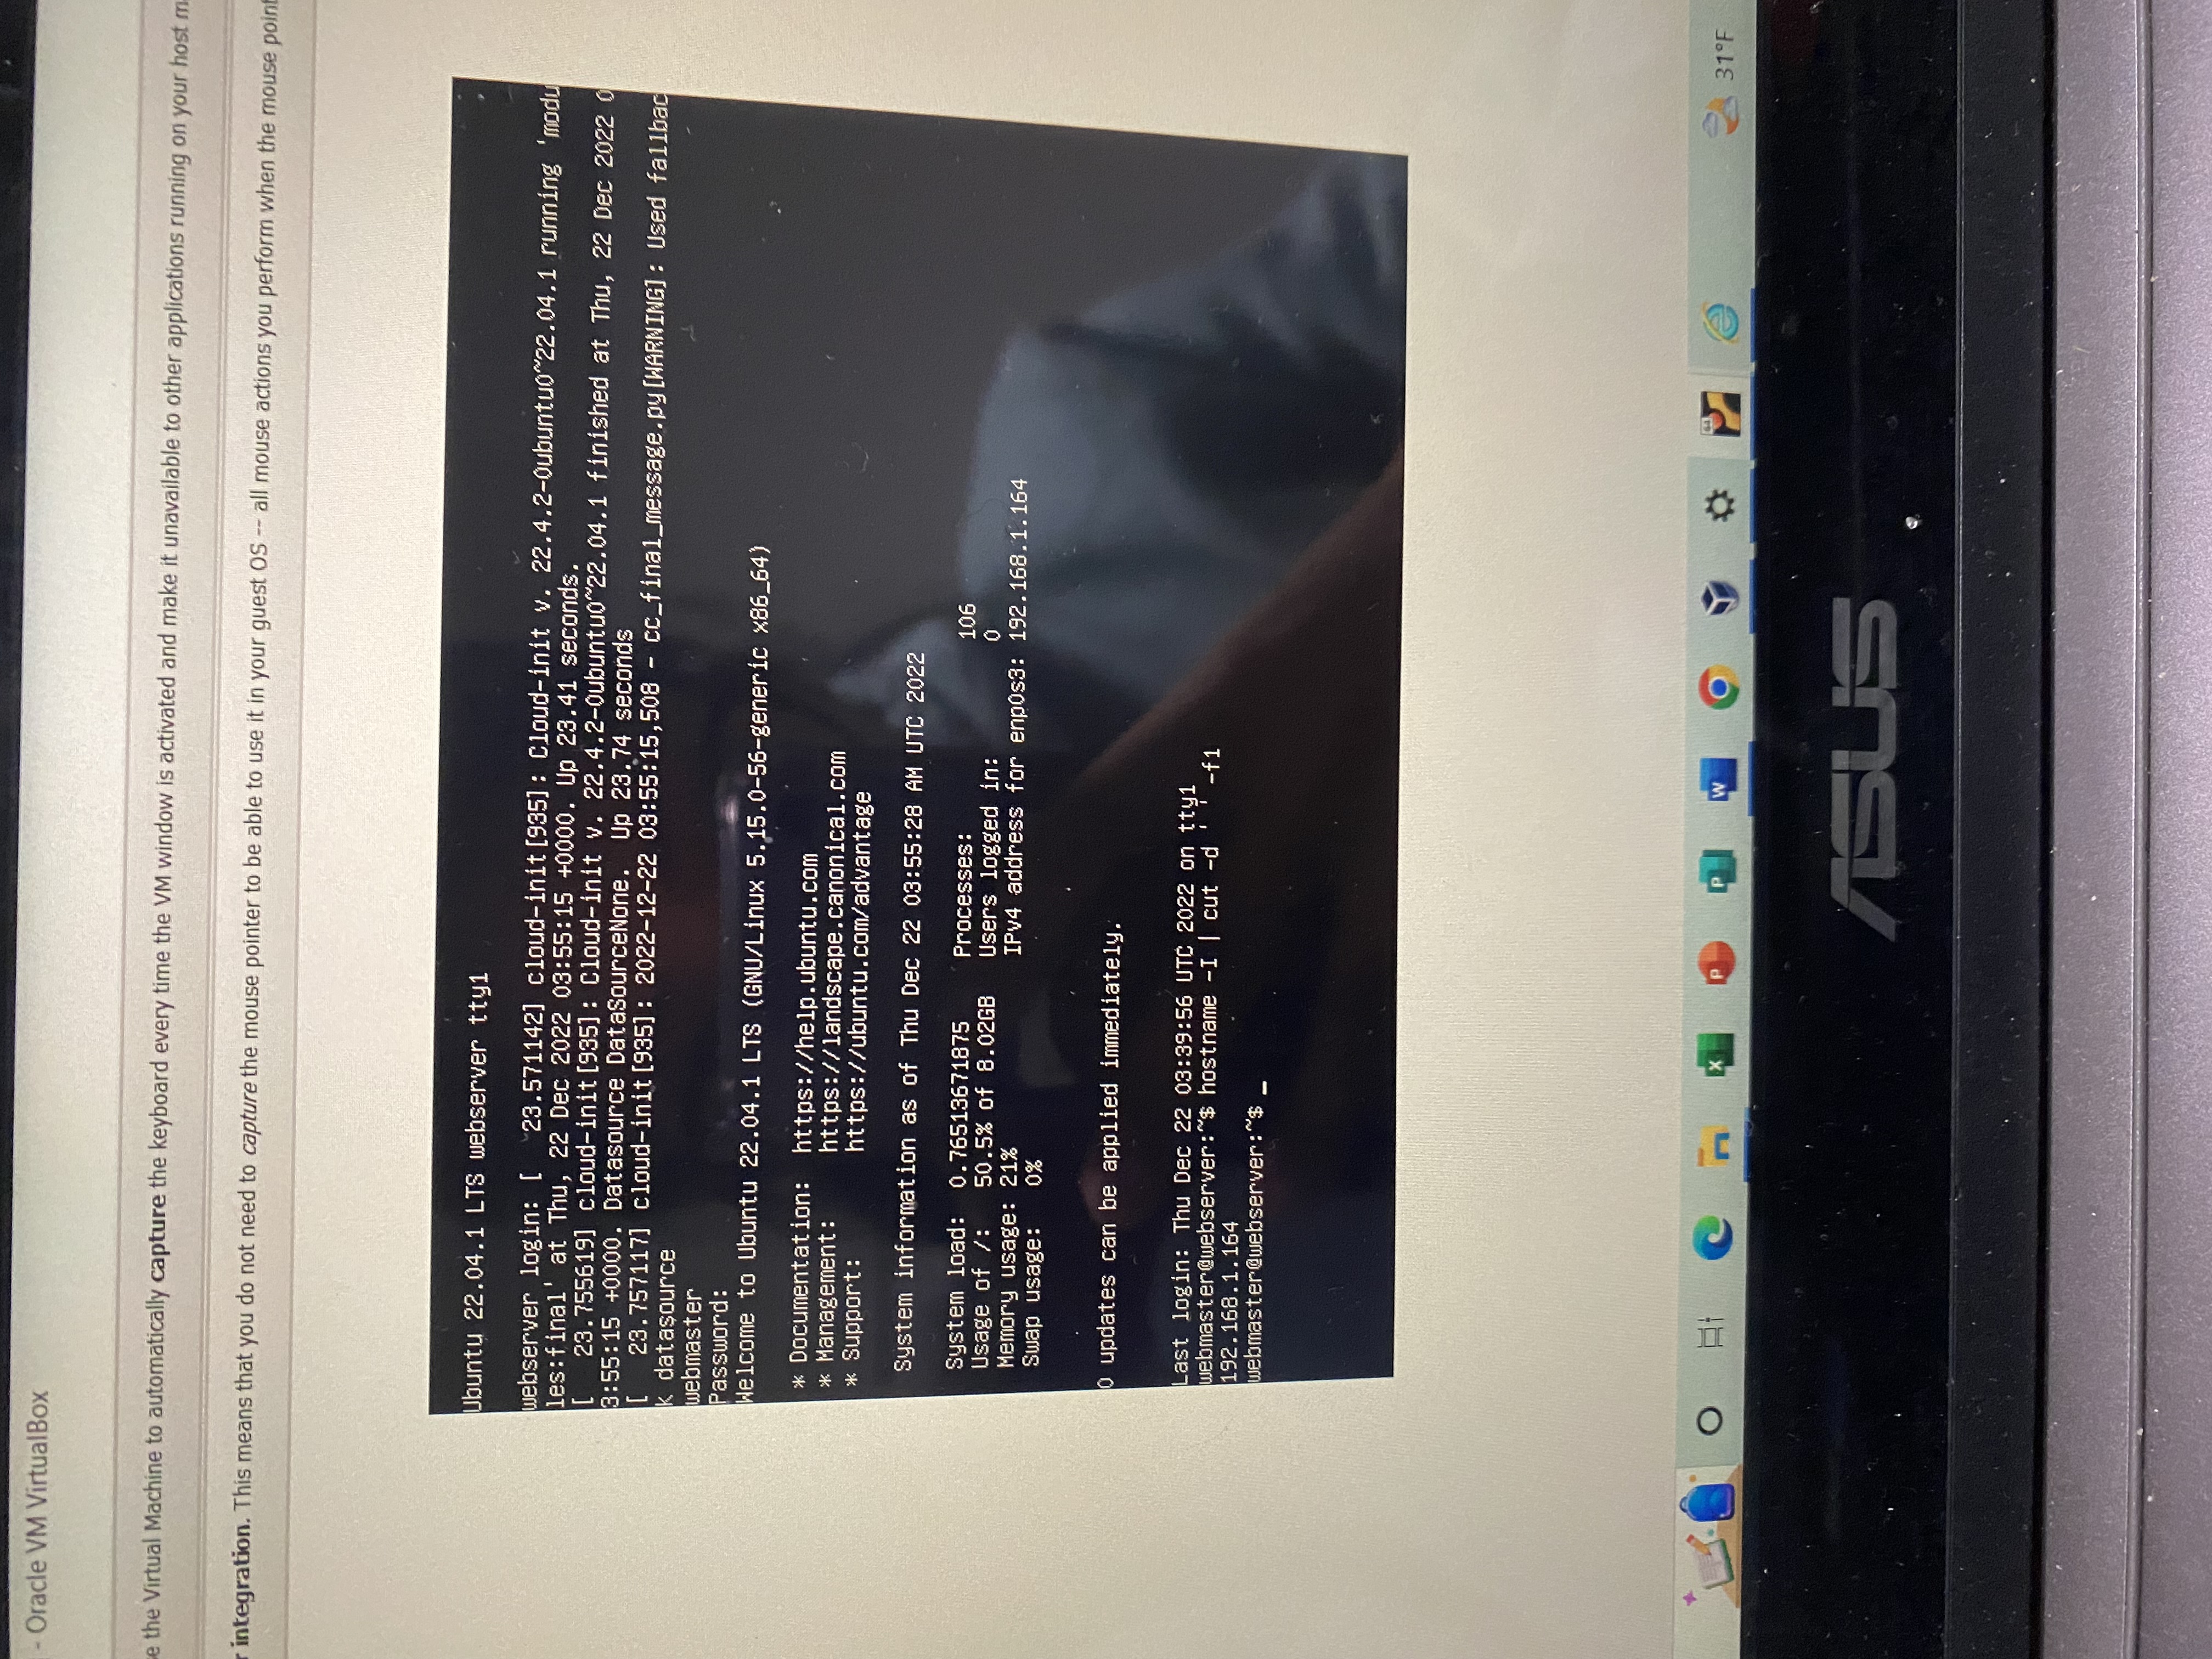 - Oracle VM VirtualBox
the Virtual Machine to automatically capture the keyboard every time the VM window is activated and make it unavailable to other applications running on your host
integration. This means that you do not need to capture the mouse pointer to be able to use it in your guest OS -- all mouse actions you perform when the mouse
Ubuntu 22.04.1 LTS webserver tty1
webserver login: [   23.571142] cloud-init[935]: Cloud-init v. 22.4.2-0ubuntu0~22.04.1 running 'modu
les:final' at Thu, 22 Dec 2022 03:55:15 +0000. Up 23.41 seconds.
[   23.755619] cloud-init[935]: Cloud-init v. 22.4.2-0ubuntu0~22.04.1 finished at Thu, 22 Dec 2022 0
3:55:15 +0000. Datasource DataSourceNone.  Up 23.74 seconds
[   23.757117] cloud-init[935]: 2022-12-22 03:55:15,508 - cc_final_message.py[WARNING]: Used fallbac
k datasource
webmaster
Password:
Welcome to Ubuntu 22.04.1 LTS (GNU/Linux 5.15.0-56-generic x86_64)
* Documentation:  https://help.ubuntu.com
* Management:     https://landscape.canonical.com
* Support:        https://ubuntu.com/advantage
System information as of Thu Dec 22 03:55:28 AM UTC 2022
System load:  0.76513671875   Processes:               106
Usage of /:   50.5% of 8.02GB   Users logged in:         0
Memory usage: 21%   IPv4 address for enp0s3: 192.168.1.164
Swap usage:   0%
0 updates can be applied immediately.
Last login: Thu Dec 22 03:39:56 UTC 2022 on tty1
webmaster@webserver:~$ hostname -I | cut -d ' ' -f1
192.168.1.164
webmaster@webserver:~$ _
X P P W 64 31°F
ASUS